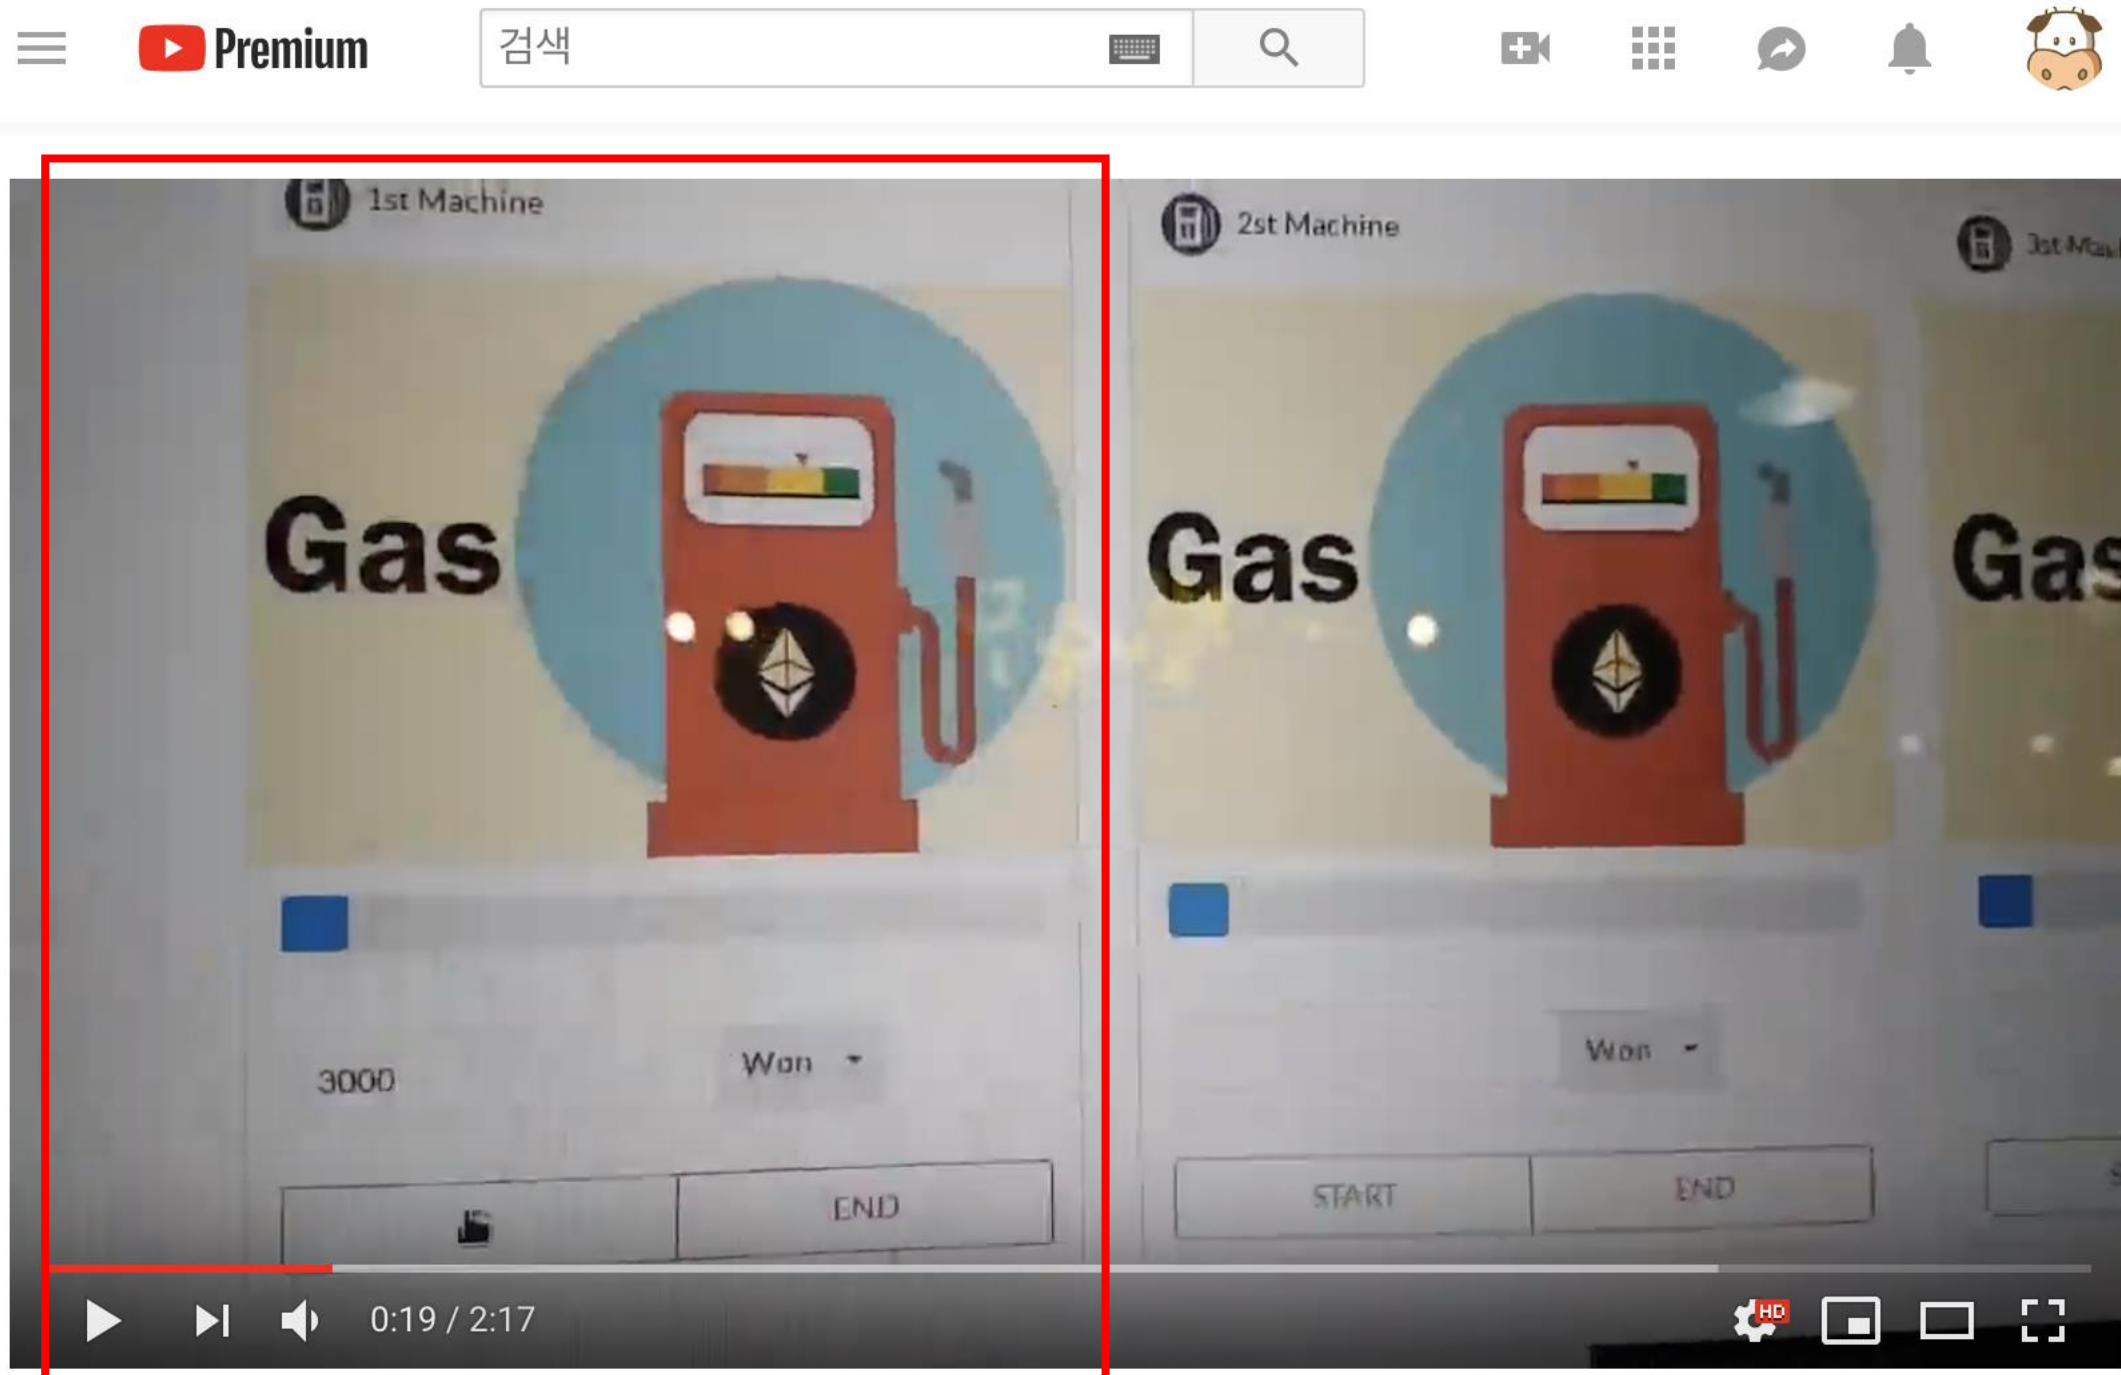 Premium
검색
1st Machine
2st Machine
Gas
Gas
Gas
3000
Won
Won
END
START
END
0:19 / 2:17
HD